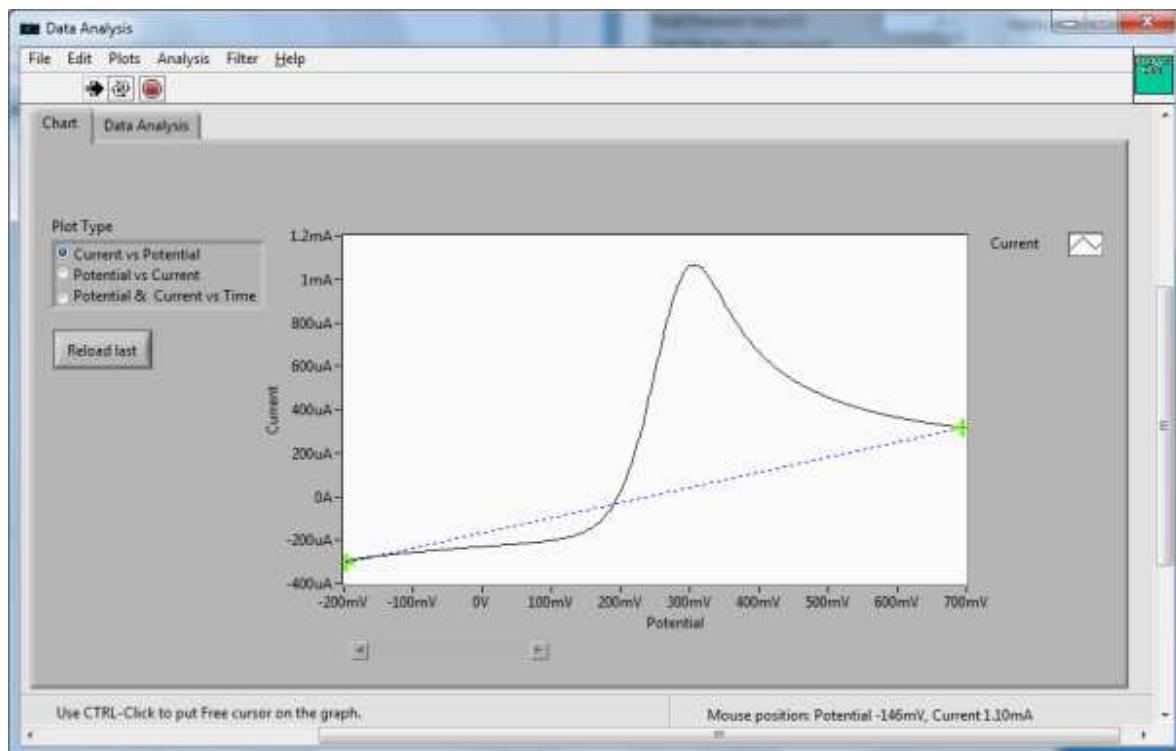 Data Analysis
File Edit Plots Analysis Filter Help
Chart Data Analysis
Plot Type
Current vs Potential
Potential vs Current
Potential & Current vs Time
Reload last
Current
1.2mA
1mA
800uA
600uA
400uA
200uA
0A
-200uA
-400uA
Current
-200mV -100mV 0V 100mV 200mV 300mV 400mV 500mV 600mV 700mV
Potential
Use CTRL-Click to put Free cursor on the graph.
Mouse position: Potential -146mV, Current 1.10mA